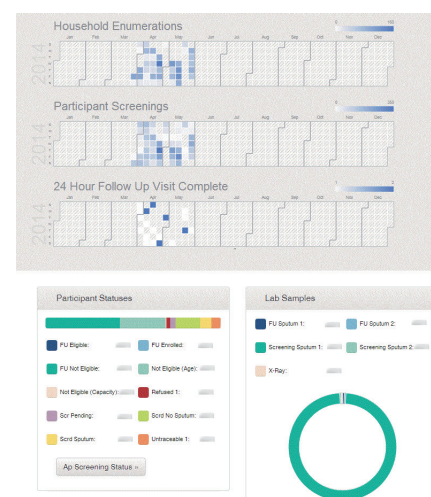 Household Enumerations
0
Jan Feb Mar Apr May Jun Jul Aug Sep Oct Nov Dec
2014
Participant Screenings
0
Jan Feb Mar Apr May Jun Jul Aug Sep Oct Nov Dec
2014
24 Hour Follow Up Visit Complete
Jan Feb Mar Apr May Jun Jul Aug Sep Oct Nov Dec
2014
Participant Statuses
FU Eligible: FU Enrolled:
FU Not Eligible: Not Eligible (Age):
Not Eligible (Capacity): Refused 1:
Scr Pending: Scrd No Sputum:
Scrd Sputum: Untraceable 1:
Ap Screening Status »
Lab Samples
FU Sputum 1: FU Sputum 2:
Screening Sputum 1: Screening Sputum 2:
X-Ray: